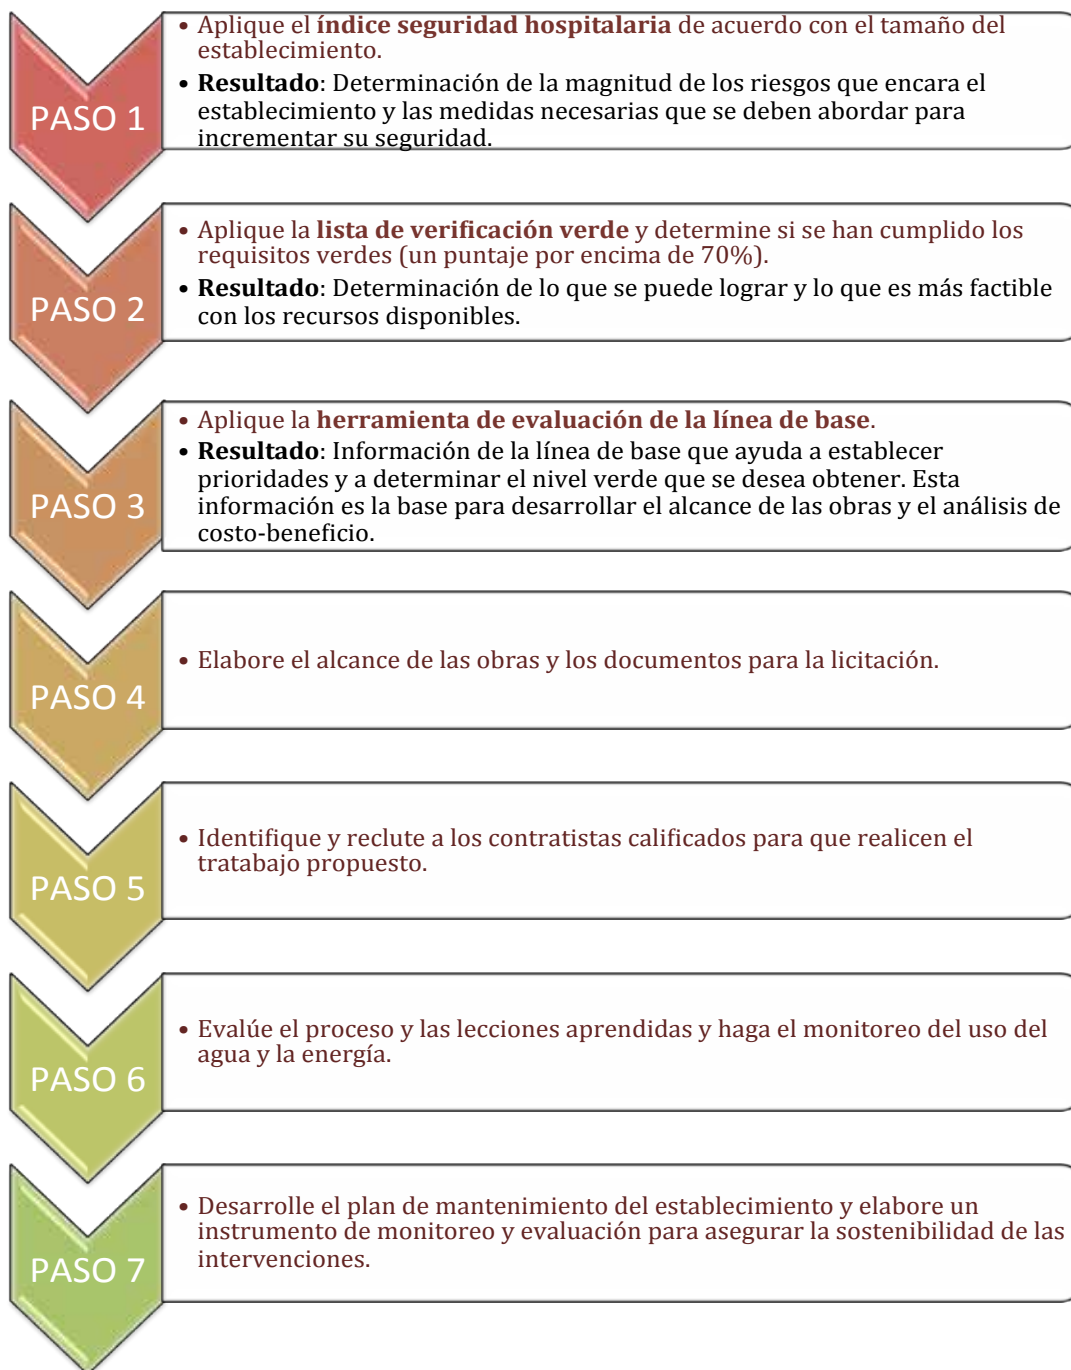 PASO 1
• Aplique el índice seguridad hospitalaria de acuerdo con el tamaño del
establecimiento.
• Resultado: Determinación de la magnitud de los riesgos que encara el
establecimiento y las medidas necesarias que se deben abordar para
incrementar su seguridad.
PASO 2
• Aplique la lista de verificación verde y determine si se han cumplido los
requisitos verdes (un puntaje por encima de 70%).
• Resultado: Determinación de lo que se puede lograr y lo que es más factible
con los recursos disponibles.
PASO 3
• Aplique la herramienta de evaluación de la línea de base.
• Resultado: Información de la línea de base que ayuda a establecer
prioridades y a determinar el nivel verde que se desea obtener. Esta
información es la base para desarrollar el alcance de las obras y el análisis de
costo-beneficio.
PASO 4
• Elabore el alcance de las obras y los documentos para la licitación.
PASO 5
• Identifique y reclute a los contratistas calificados para que realicen el
tratabajo propuesto.
PASO 6
• Evalúe el proceso y las lecciones aprendidas y haga el monitoreo del uso del
agua y la energía.
PASO 7
• Desarrolle el plan de mantenimiento del establecimiento y elabore un
instrumento de monitoreo y evaluación para asegurar la sostenibilidad de las
intervenciones.